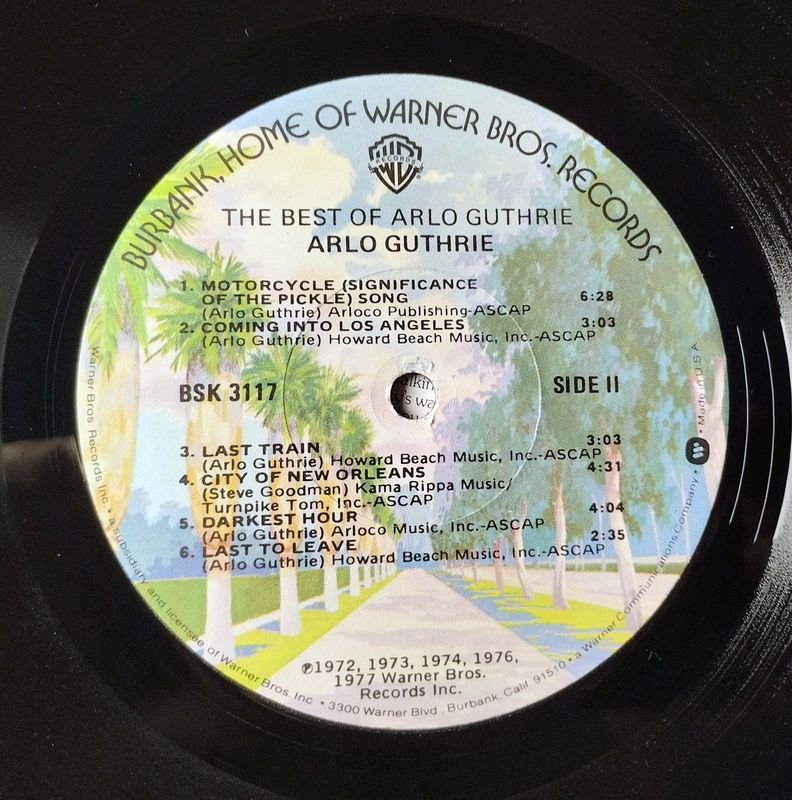 BURBANK, HOME OF WARNER BROS. RECORDS
RECORDS
THE BEST OF ARLO GUTHRIE
ARLO GUTHRIE
1. MOTORCYCLE (SIGNIFICANCE
OF THE PICKLE) SONG 6:28
(Arlo Guthrie) Arloco Publishing-ASCAP
2. COMING INTO LOS ANGELES 3:03
(Arlo Guthrie) Howard Beach Music, Inc.-ASCAP
BSK 3117 SIDE II
3. LAST TRAIN 3:03
(Arlo Guthrie) Howard Beach Music, Inc.-ASCAP
4. CITY OF NEW ORLEANS 4:31
(Steve Goodman) Kama Rippa Music/
Turnpike Tom, Inc.-ASCAP
5. DARKEST HOUR 4:04
(Arlo Guthrie) Arloco Music, Inc.-ASCAP
6. LAST TO LEAVE 2:35
(Arlo Guthrie) Howard Beach Music, Inc.-ASCAP
℗1972, 1973, 1974, 1976,
1977 Warner Bros.
Records Inc.
Warner Bros. Records Inc. • a subsidiary and licensee of Warner Bros. Inc. • 3300 Warner Blvd., Burbank, Calif. 91510 • a Warner Communications Company • Made in U.S.A.